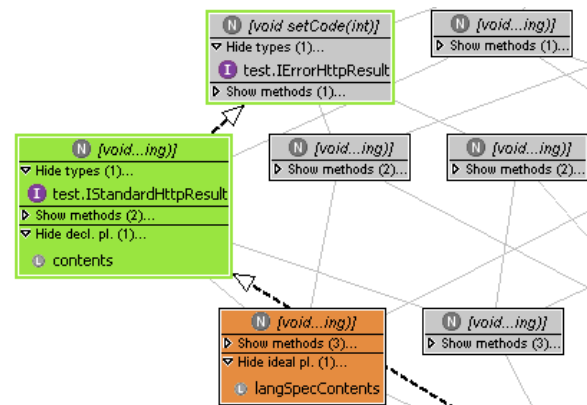 N [void setCode(int)]
Hide types (1)...
I test.IErrorHttpResult
Show methods (1)...
N [void...ing)]
Show methods (1)...
N [void...ing)]
Hide types (1)...
I test.IStandardHttpResult
Show methods (2)...
Hide decl. pl. (1)...
L contents
N [void...ing)]
Show methods (2)...
N [void...ing)]
Show methods (2)...
N [void...ing)]
Show methods (3)...
Hide ideal pl. (1)...
L langSpecContents
N [void...ing)]
Show methods (3)...